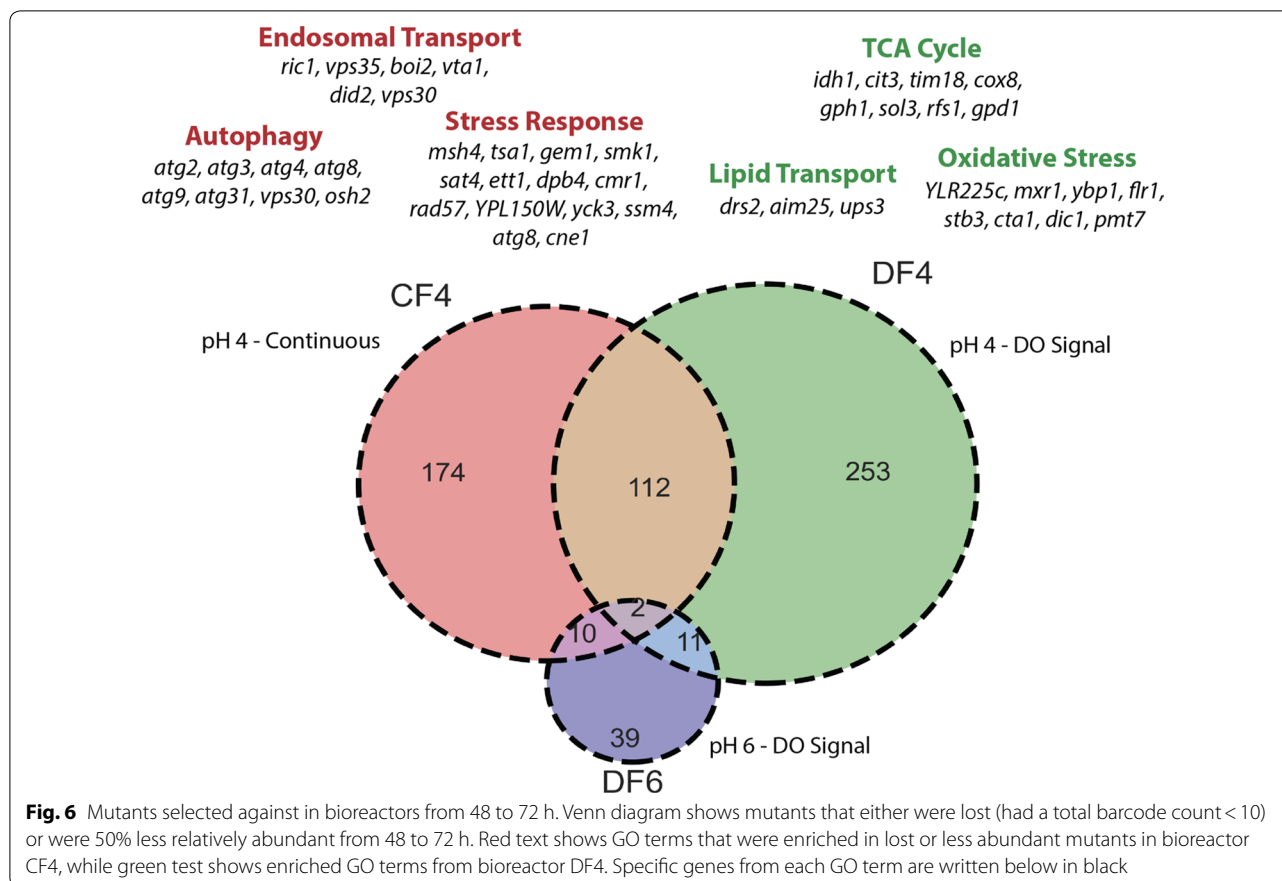 Endosomal Transport
ric1, vps35, boi2, vta1,
did2, vps30
TCA Cycle
idh1, cit3, tim18, cox8,
gph1, sol3, rfs1, gpd1
Autophagy
atg2, atg3, atg4, atg8,
atg9, atg31, vps30, osh2
Stress Response
msh4, tsa1, gem1, smk1,
sat4, ett1, dpb4, cmr1,
rad57, YPL150W, yck3, ssm4,
atg8, cne1
Lipid Transport
drs2, aim25, ups3
Oxidative Stress
YLR225c, mxr1, ybp1, flr1,
stb3, cta1, dic1, pmt7
CF4
DF4
pH 4 - Continuous
pH 4 - DO Signal
174
112
253
2
10
11
39
pH 6 - DO Signal
DF6
Fig. 6 Mutants selected against in bioreactors from 48 to 72 h. Venn diagram shows mutants that either were lost (had a total barcode count < 10)
or were 50% less relatively abundant from 48 to 72 h. Red text shows GO terms that were enriched in lost or less abundant mutants in bioreactor
CF4, while green test shows enriched GO terms from bioreactor DF4. Specific genes from each GO term are written below in black